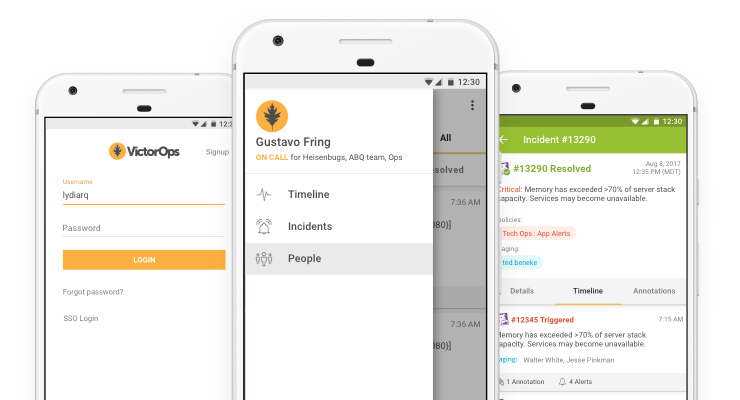 12:3
VictorOps
Signup
Username
lydiarq
Password
LOGIN
Forgot password?
SSO Login
12:30
Gustavo Fring
ON CALL for Heisenbugs, ABQ team, Ops
Timeline
Incidents
People
All
esolved
7:36 AM
080)]
7:36 AM
080)]
12:30
Incident #13290
#13290 Resolved
Aug 8, 2017
12:35 PM (MDT)
Critical: Memory has exceeded >70% of server stack
capacity. Services may become unavailable.
policies:
Tech Ops : App Alerts
aging:
ted.beneke
Details
Timeline
Annotations
#12345 Triggered
7:15 AM
Memory has exceeded >70% of server stack
capacity. Services may become unavailable.
aging:
Walter White, Jesse Pinkman
1 Annotation
4 Alerts